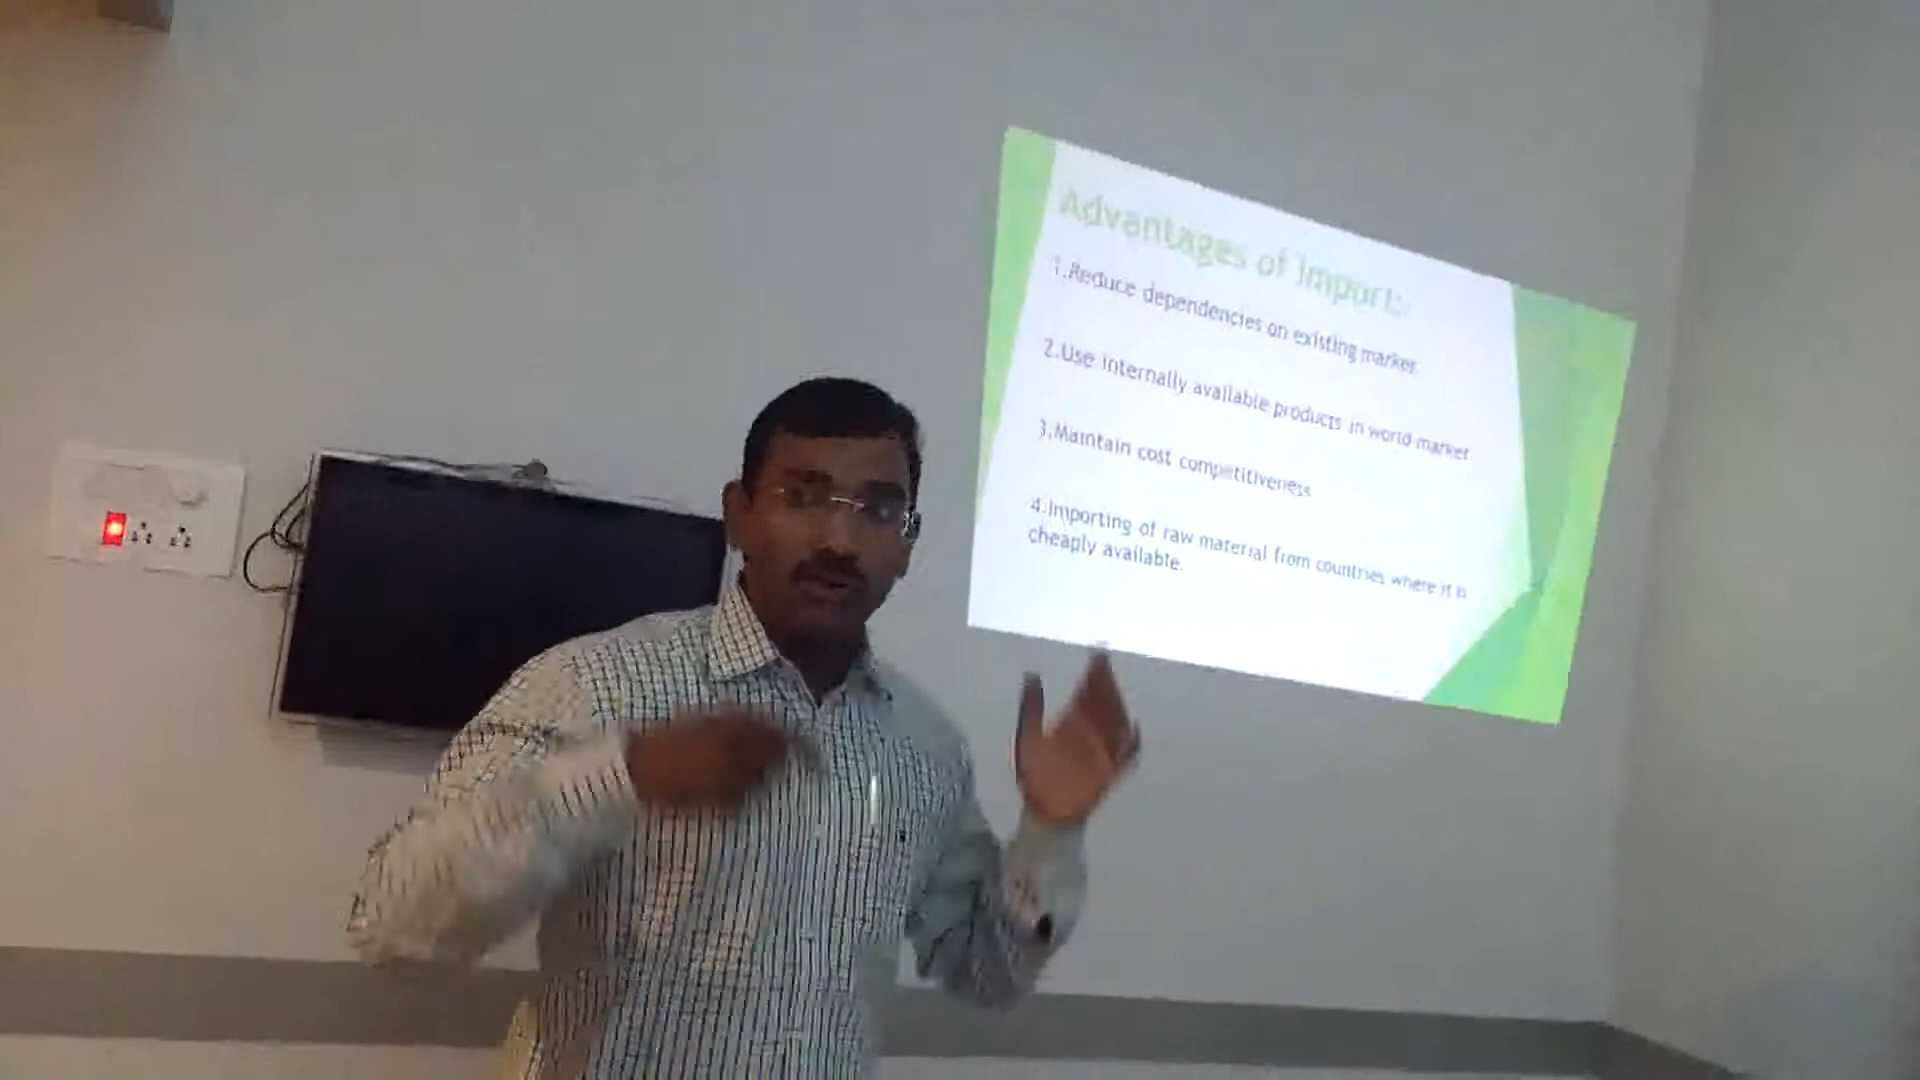 Advantages of Import:
1.Reduce dependencies on existing market.
2.Use internally available products in world market
3.Maintain cost competitiveness
4.Importing of raw material from countries where it is
cheaply available.